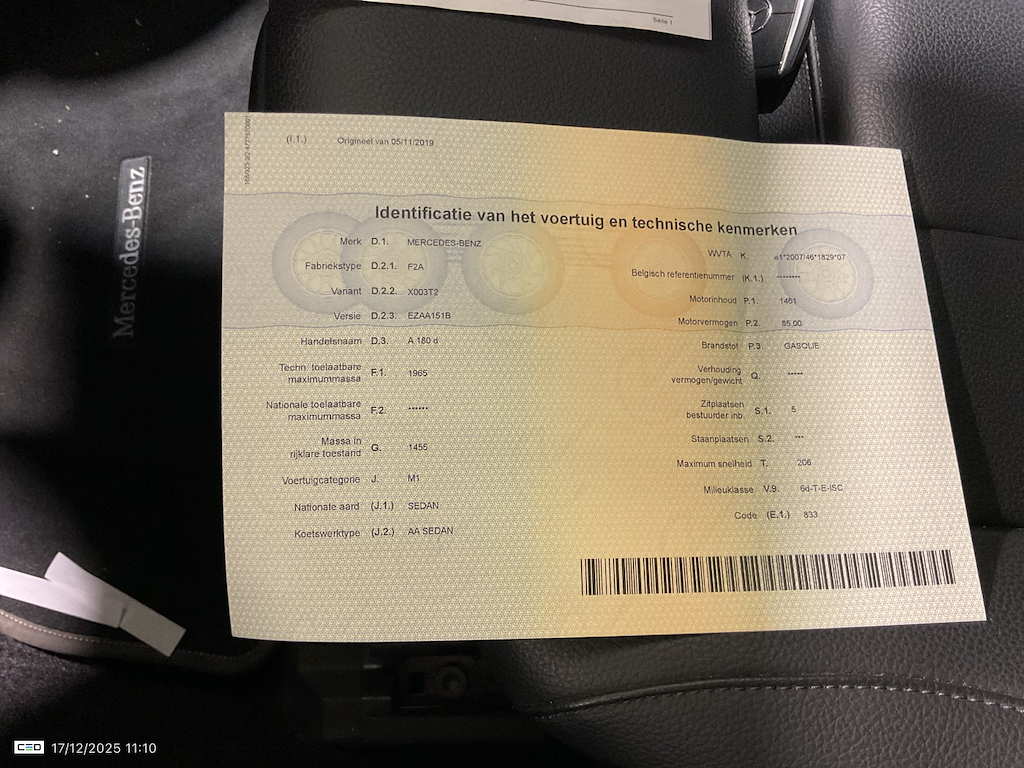 Seite 1
Mercedes-Benz
(I.1.) Origineel van 05/11/2019
Identificatie van het voertuig en technische kenmerken
Merk D.1. MERCEDES-BENZ
Fabriekstype D.2.1. F2A
Variant D.2.2. X003T2
Versie D.2.3. EZAA151B
Handelsnaam D.3. A 180 d
Techn. toelaatbare
maximummassa F.1. 1965
Nationale toelaatbare
maximummassa F.2. ******
Massa in
rijklare toestand G. 1455
Voertuigcategorie J. M1
Nationale aard (J.1.) SEDAN
Koetswerktype (J.2.) AA SEDAN
WVTA K. e1*2007/46*1829*07
Belgisch referentienummer (K.1.) ********
Motorinhoud P.1. 1461
Motorvermogen P.2. 85,00
Brandstof P.3. GASOLIE
Verhouding
vermogen/gewicht Q. *****
Zitplaatsen
bestuurder inb. S.1. 5
Staanplaatsen S.2. ***
Maximum snelheid T. 206
Milieuklasse V.9. 6d-T-E-ISC
Code (E.1.) 833
CEO 17/12/2025 11:10